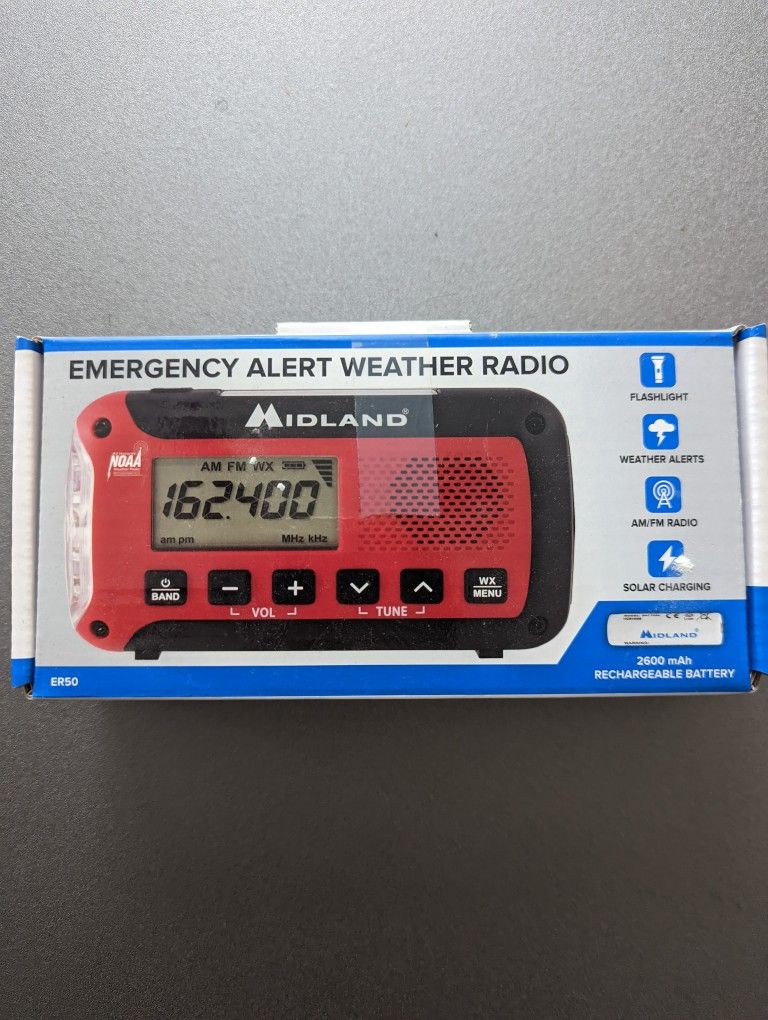 EMERGENCY ALERT WEATHER RADIO
MIDLAND®
NOAA
AM FM WX
162.400
am pm MHz kHz
BAND
VOL
TUNE
WX
MENU
FLASHLIGHT
WEATHER ALERTS
AM/FM RADIO
SOLAR CHARGING
MIDLAND
2600 mAh
RECHARGEABLE BATTERY
ER50